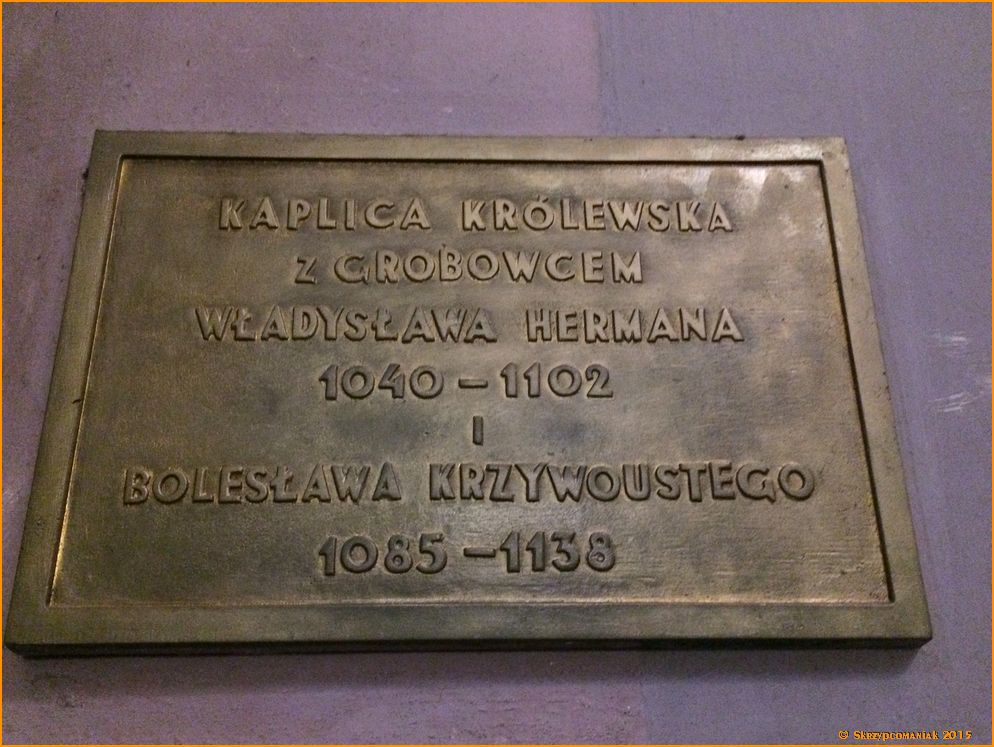 KAPLICA KRÓLEWSKA
Z GROBOWCEM
WŁADYSŁAWA HERMANA
1040 – 1102
I
BOLESŁAWA KRZYWOUSTEGO
1085 – 1138
© Skrzypcomaniak 2015